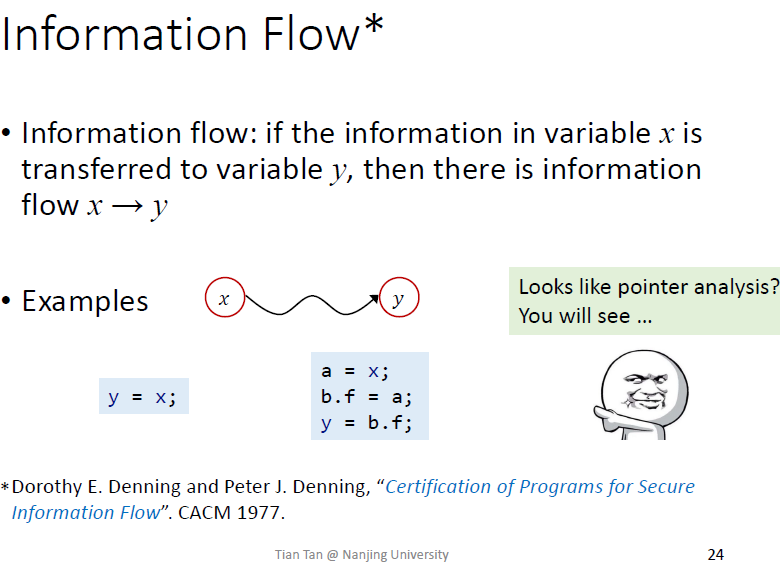 Information Flow*
• Information flow: if the information in variable x is
transferred to variable y, then there is information
flow x → y
• Examples
x
y
Looks like pointer analysis?
You will see ...
y = x;
a = x;
b.f = a;
y = b.f;
*Dorothy E. Denning and Peter J. Denning, “Certification of Programs for Secure
Information Flow”. CACM 1977.
Tian Tan @ Nanjing University
24